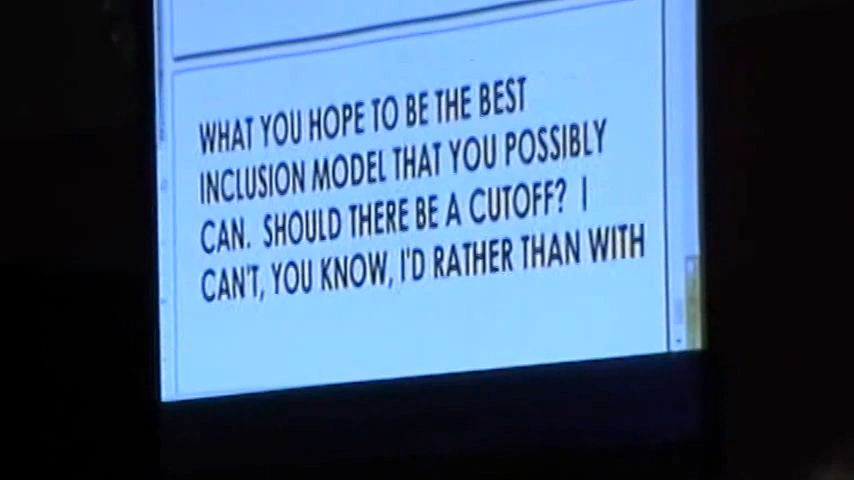 WHAT YOU HOPE TO BE THE BEST
INCLUSION MODEL THAT YOU POSSIBLY
CAN.  SHOULD THERE BE A CUTOFF?  I
CAN'T, YOU KNOW, I'D RATHER THAN WITH